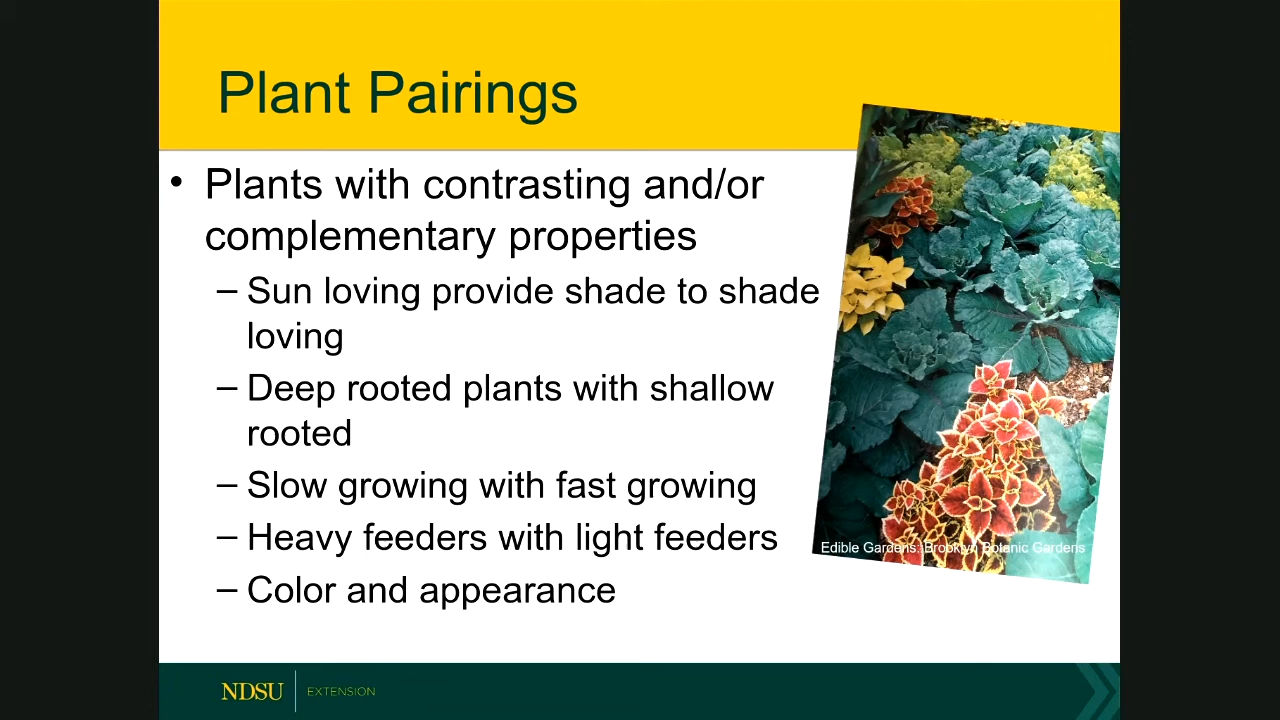 Plant Pairings
• Plants with contrasting and/or
complementary properties
– Sun loving provide shade to shade
loving
– Deep rooted plants with shallow
rooted
– Slow growing with fast growing
– Heavy feeders with light feeders
– Color and appearance
Edible Gardens: Brooklyn Botanic Gardens
NDSU EXTENSION